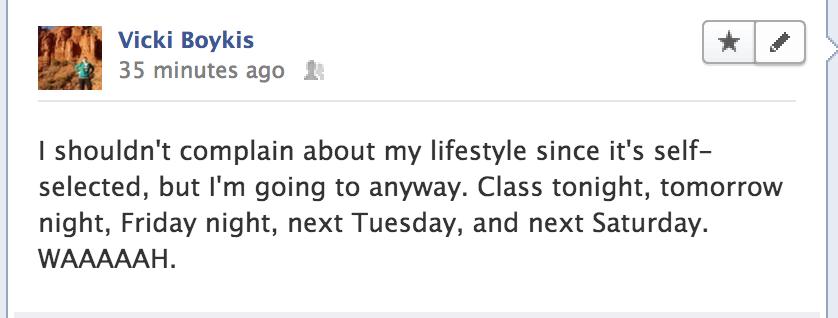 Vicki Boykis
35 minutes ago
I shouldn't complain about my lifestyle since it's self-
selected, but I'm going to anyway. Class tonight, tomorrow
night, Friday night, next Tuesday, and next Saturday.
WAAAAAH.